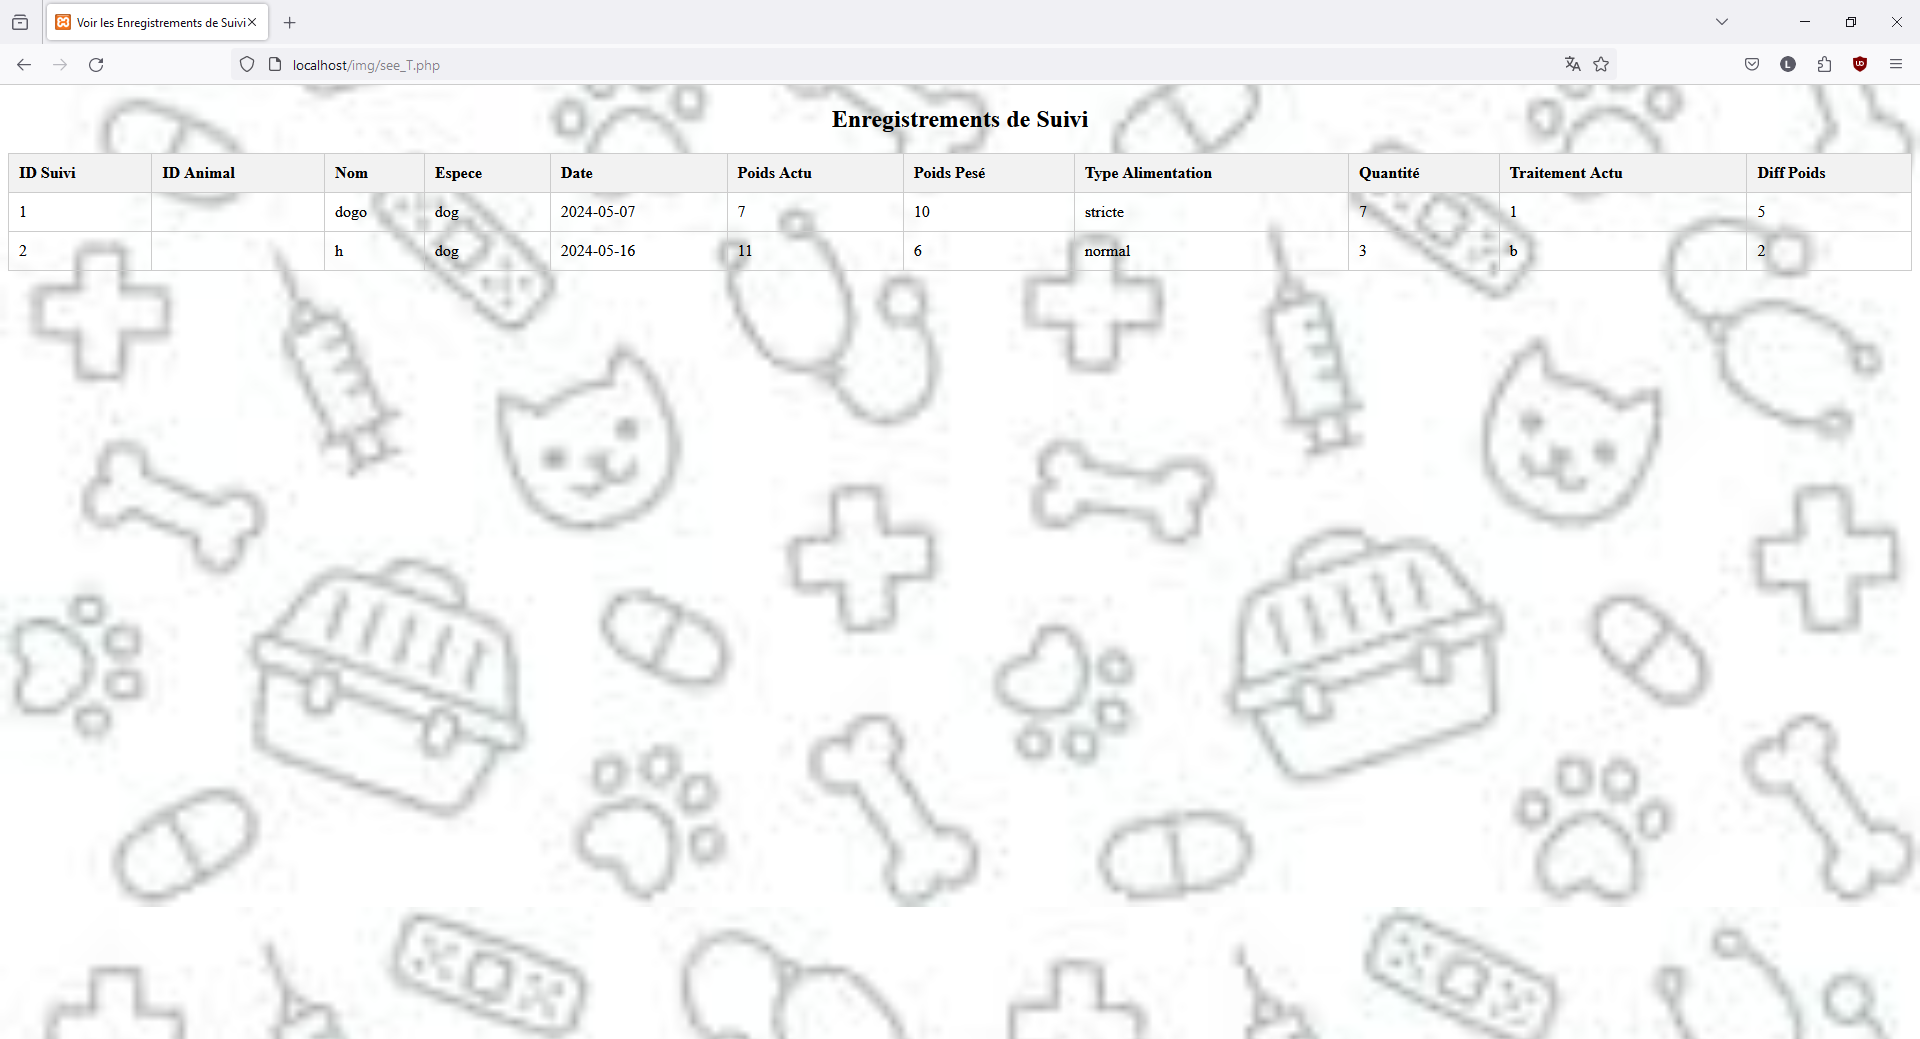 Voir les Enregistrements de Suivi
localhost/img/see_T.php
Enregistrements de Suivi
ID Suivi ID Animal Nom Espece Date Poids Actu Poids Pesé Type Alimentation Quantité Traitement Actu Diff Poids
1 dogo dog 2024-05-07 7 10 stricte 7 1 5
2 h dog 2024-05-16 11 6 normal 3 b 2